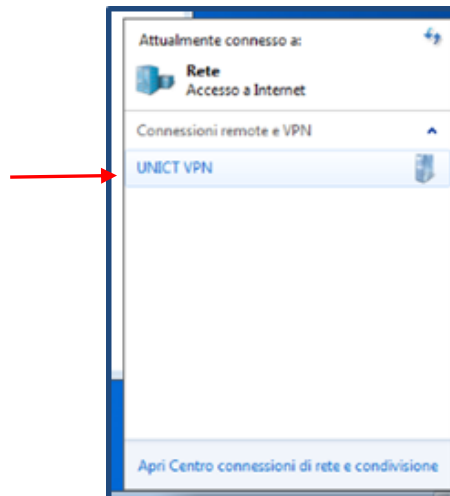 Attualmente connesso a:
Rete
Accesso a Internet
Connessioni remote e VPN
UNICT VPN
Apri Centro connessioni di rete e condivisione